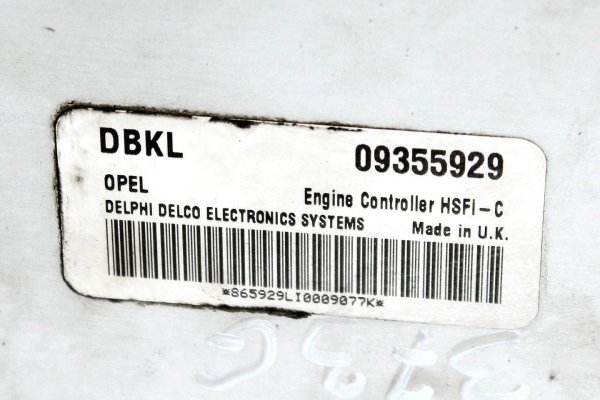 DBKL 09355929
OPEL Engine Controller HSFI-C
DELPHI DELCO ELECTRONICS SYSTEMS Made in U.K.
*865929LI0009077K*